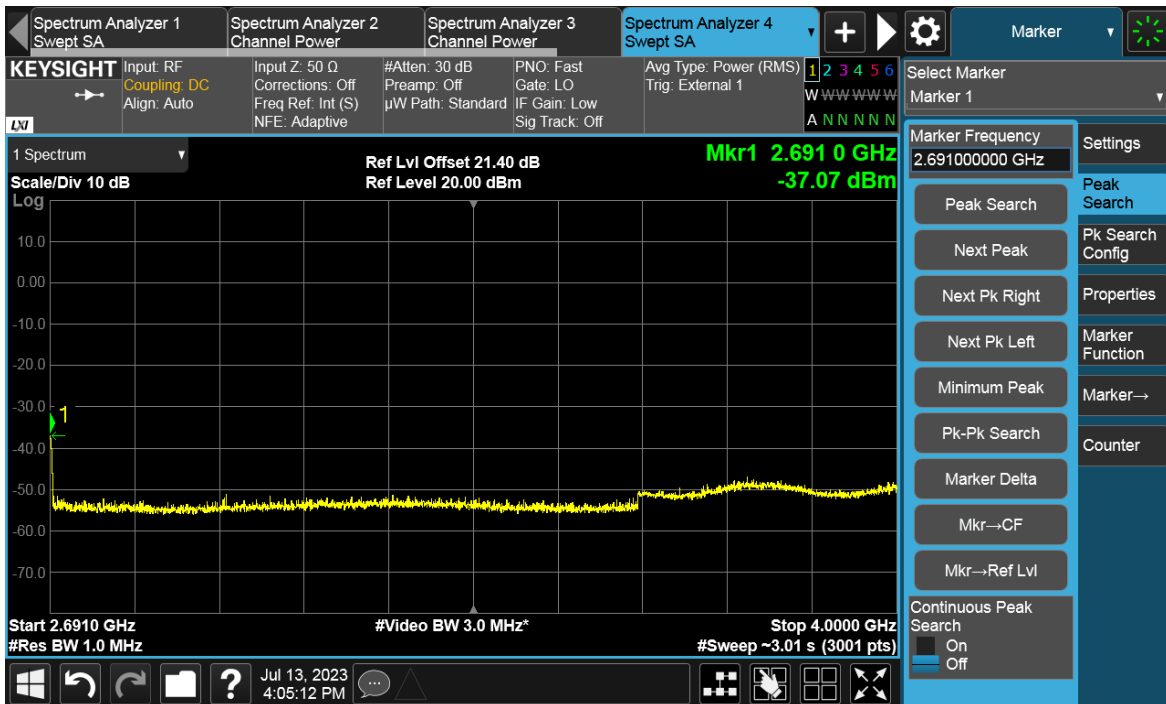 Spectrum Analyzer 1
Swept SA
Spectrum Analyzer 2
Channel Power
Spectrum Analyzer 3
Channel Power
Spectrum Analyzer 4
Swept SA
Marker
KEYSIGHT
LXI
Input: RF
Coupling: DC
Align: Auto
Input Z: 50 Ω
Corrections: Off
Freq Ref: Int (S)
NFE: Adaptive
#Atten: 30 dB
Preamp: Off
µW Path: Standard
PNO: Fast
Gate: LO
IF Gain: Low
Sig Track: Off
Avg Type: Power (RMS)
Trig: External 1
1 2 3 4 5 6
W W W W W W
A N N N N N
Select Marker
Marker 1
1 Spectrum
Scale/Div 10 dB
Log
Ref Lvl Offset 21.40 dB
Ref Level 20.00 dBm
Mkr1 2.691 0 GHz
-37.07 dBm
10.0
0.00
-10.0
-20.0
-30.0
-40.0
-50.0
-60.0
-70.0
1
Start 2.6910 GHz
#Res BW 1.0 MHz
#Video BW 3.0 MHz*
Stop 4.0000 GHz
#Sweep ~3.01 s (3001 pts)
Marker Frequency
2.691000000 GHz
Peak Search
Next Peak
Next Pk Right
Next Pk Left
Minimum Peak
Pk-Pk Search
Marker Delta
Mkr→CF
Mkr→Ref Lvl
Continuous Peak
Search
On
Off
Settings
Peak
Search
Pk Search
Config
Properties
Marker
Function
Marker→
Counter
?
Jul 13, 2023
4:05:12 PM